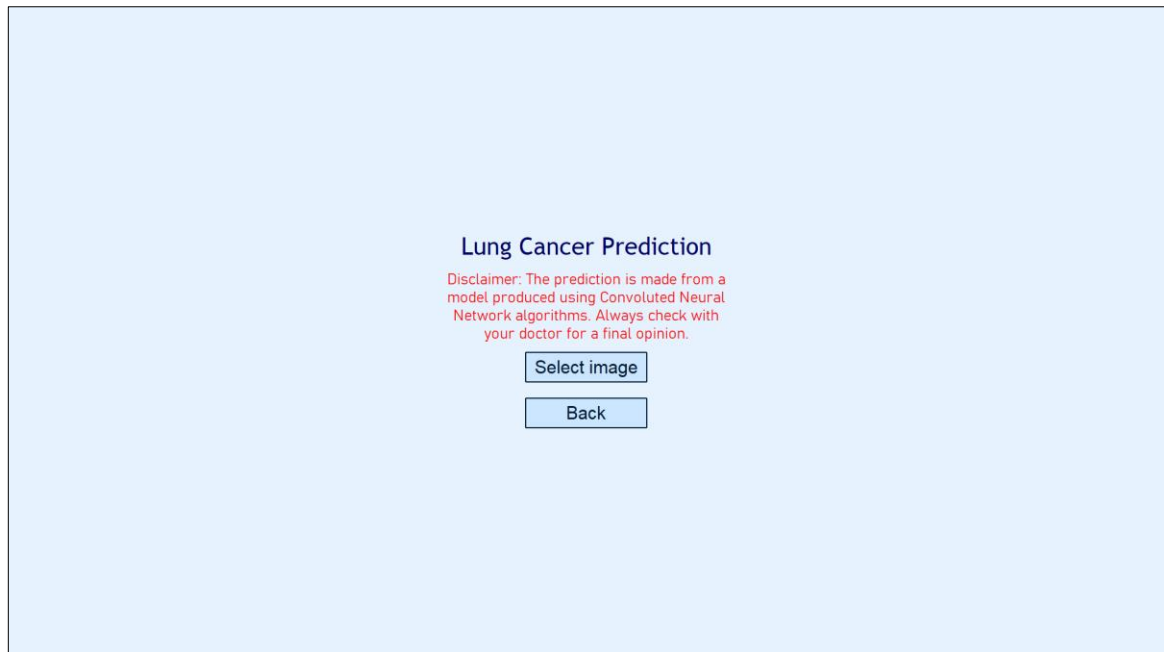 Lung Cancer Prediction
Disclaimer: The prediction is made from a
model produced using Convoluted Neural
Network algorithms. Always check with
your doctor for a final opinion.
Select image
Back